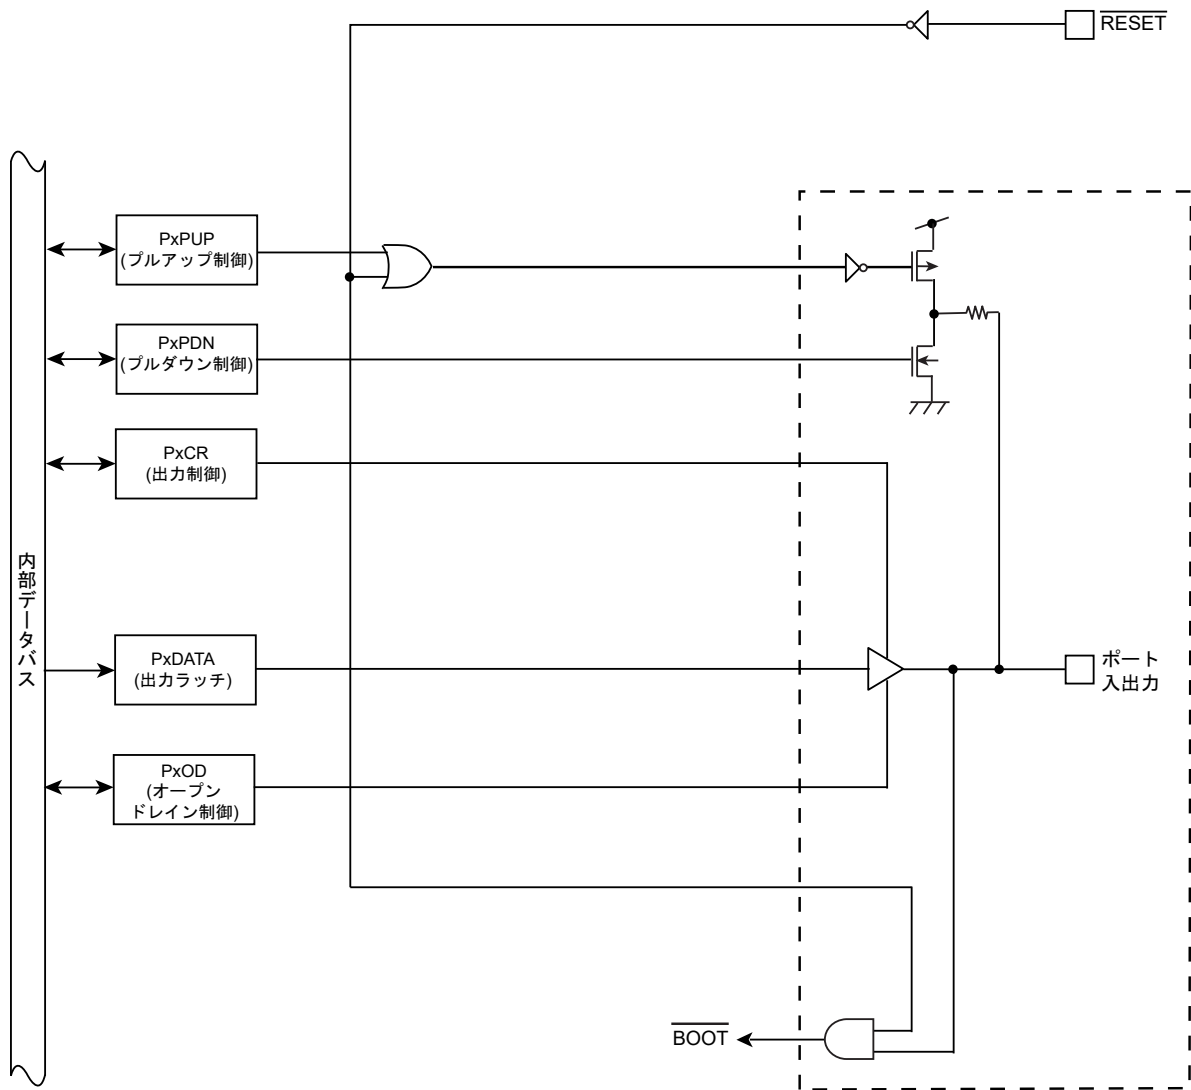 RESET
PxPUP
(プルアップ制御)
PxPDN
(プルダウン制御)
PxCR
(出力制御)
内部データバス
PxDATA
(出力ラッチ)
ポート
入出力
PxOD
(オープン
ドレイン制御)
BOOT